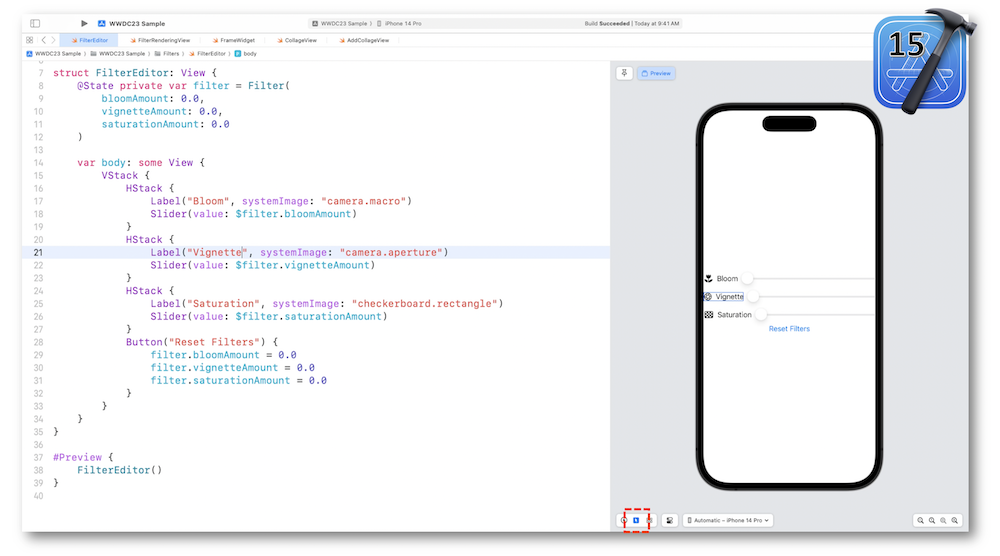 WWDC23 Sample
WWDC23 Sample 〉 iPhone 14 Pro
Build Succeeded | Today at 9:41 AM
FilterEditor
FilterRenderingView
FrameWidget
CollageView
AddCollageView
WWDC23 Sample 〉 WWDC23 Sample 〉 Filters 〉 FilterEditor 〉 P body
15
7 struct FilterEditor: View {
8 @State private var filter = Filter(
9 bloomAmount: 0.0,
10 vignetteAmount: 0.0,
11 saturationAmount: 0.0
12 )
13
14 var body: some View {
15 VStack {
16 HStack {
17 Label("Bloom", systemImage: "camera.macro")
18 Slider(value: $filter.bloomAmount)
19 }
20 HStack {
21 Label("Vignette", systemImage: "camera.aperture")
22 Slider(value: $filter.vignetteAmount)
23 }
24 HStack {
25 Label("Saturation", systemImage: "checkerboard.rectangle")
26 Slider(value: $filter.saturationAmount)
27 }
28 Button("Reset Filters") {
29 filter.bloomAmount = 0.0
30 filter.vignetteAmount = 0.0
31 filter.saturationAmount = 0.0
32 }
33 }
34 }
35 }
36
37 #Preview {
38 FilterEditor()
39 }
40
Preview
Bloom
Vignette
Saturation
Reset Filters
Automatic – iPhone 14 Pro